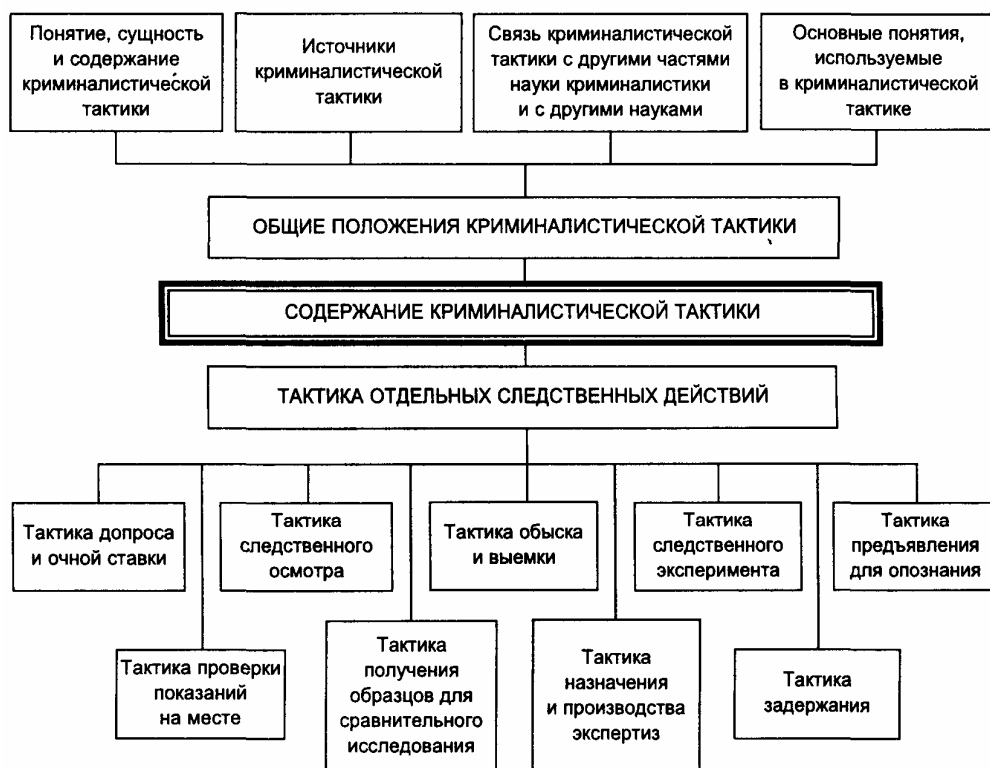 Понятие, сущность
и содержание
криминалистической
тактики
Источники
криминалистической
тактики
Связь криминалистической
тактики с другими частями
науки криминалистики
и с другими науками
Основные понятия,
используемые
в криминалистической
тактике
ОБЩИЕ ПОЛОЖЕНИЯ КРИМИНАЛИСТИЧЕСКОЙ ТАКТИКИ
СОДЕРЖАНИЕ КРИМИНАЛИСТИЧЕСКОЙ ТАКТИКИ
ТАКТИКА ОТДЕЛЬНЫХ СЛЕДСТВЕННЫХ ДЕЙСТВИЙ
Тактика допроса
и очной ставки
Тактика
следственного
осмотра
Тактика обыска
и выемки
Тактика
следственного
эксперимента
Тактика
предъявления
для опознания
Тактика проверки
показаний
на месте
Тактика
получения
образцов для
сравнительного
исследования
Тактика
назначения
и производства
экспертиз
Тактика
задержания